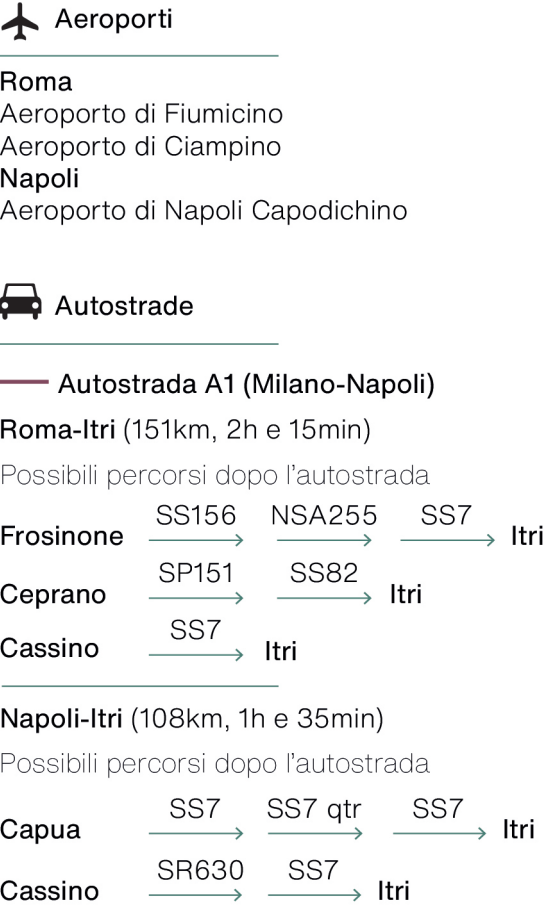 Aeroporti
Roma
Aeroporto di Fiumicino
Aeroporto di Ciampino
Napoli
Aeroporto di Napoli Capodichino
Autostrade
Autostrada A1 (Milano-Napoli)
Roma-Itri (151km, 2h e 15min)
Possibili percorsi dopo l'autostrada
Frosinone SS156 NSA255 SS7 Itri
Ceprano SP151 SS82 Itri
Cassino SS7 Itri
Napoli-Itri (108km, 1h e 35min)
Possibili percorsi dopo l'autostrada
Capua SS7 SS7 qtr SS7 Itri
Cassino SR630 SS7 Itri